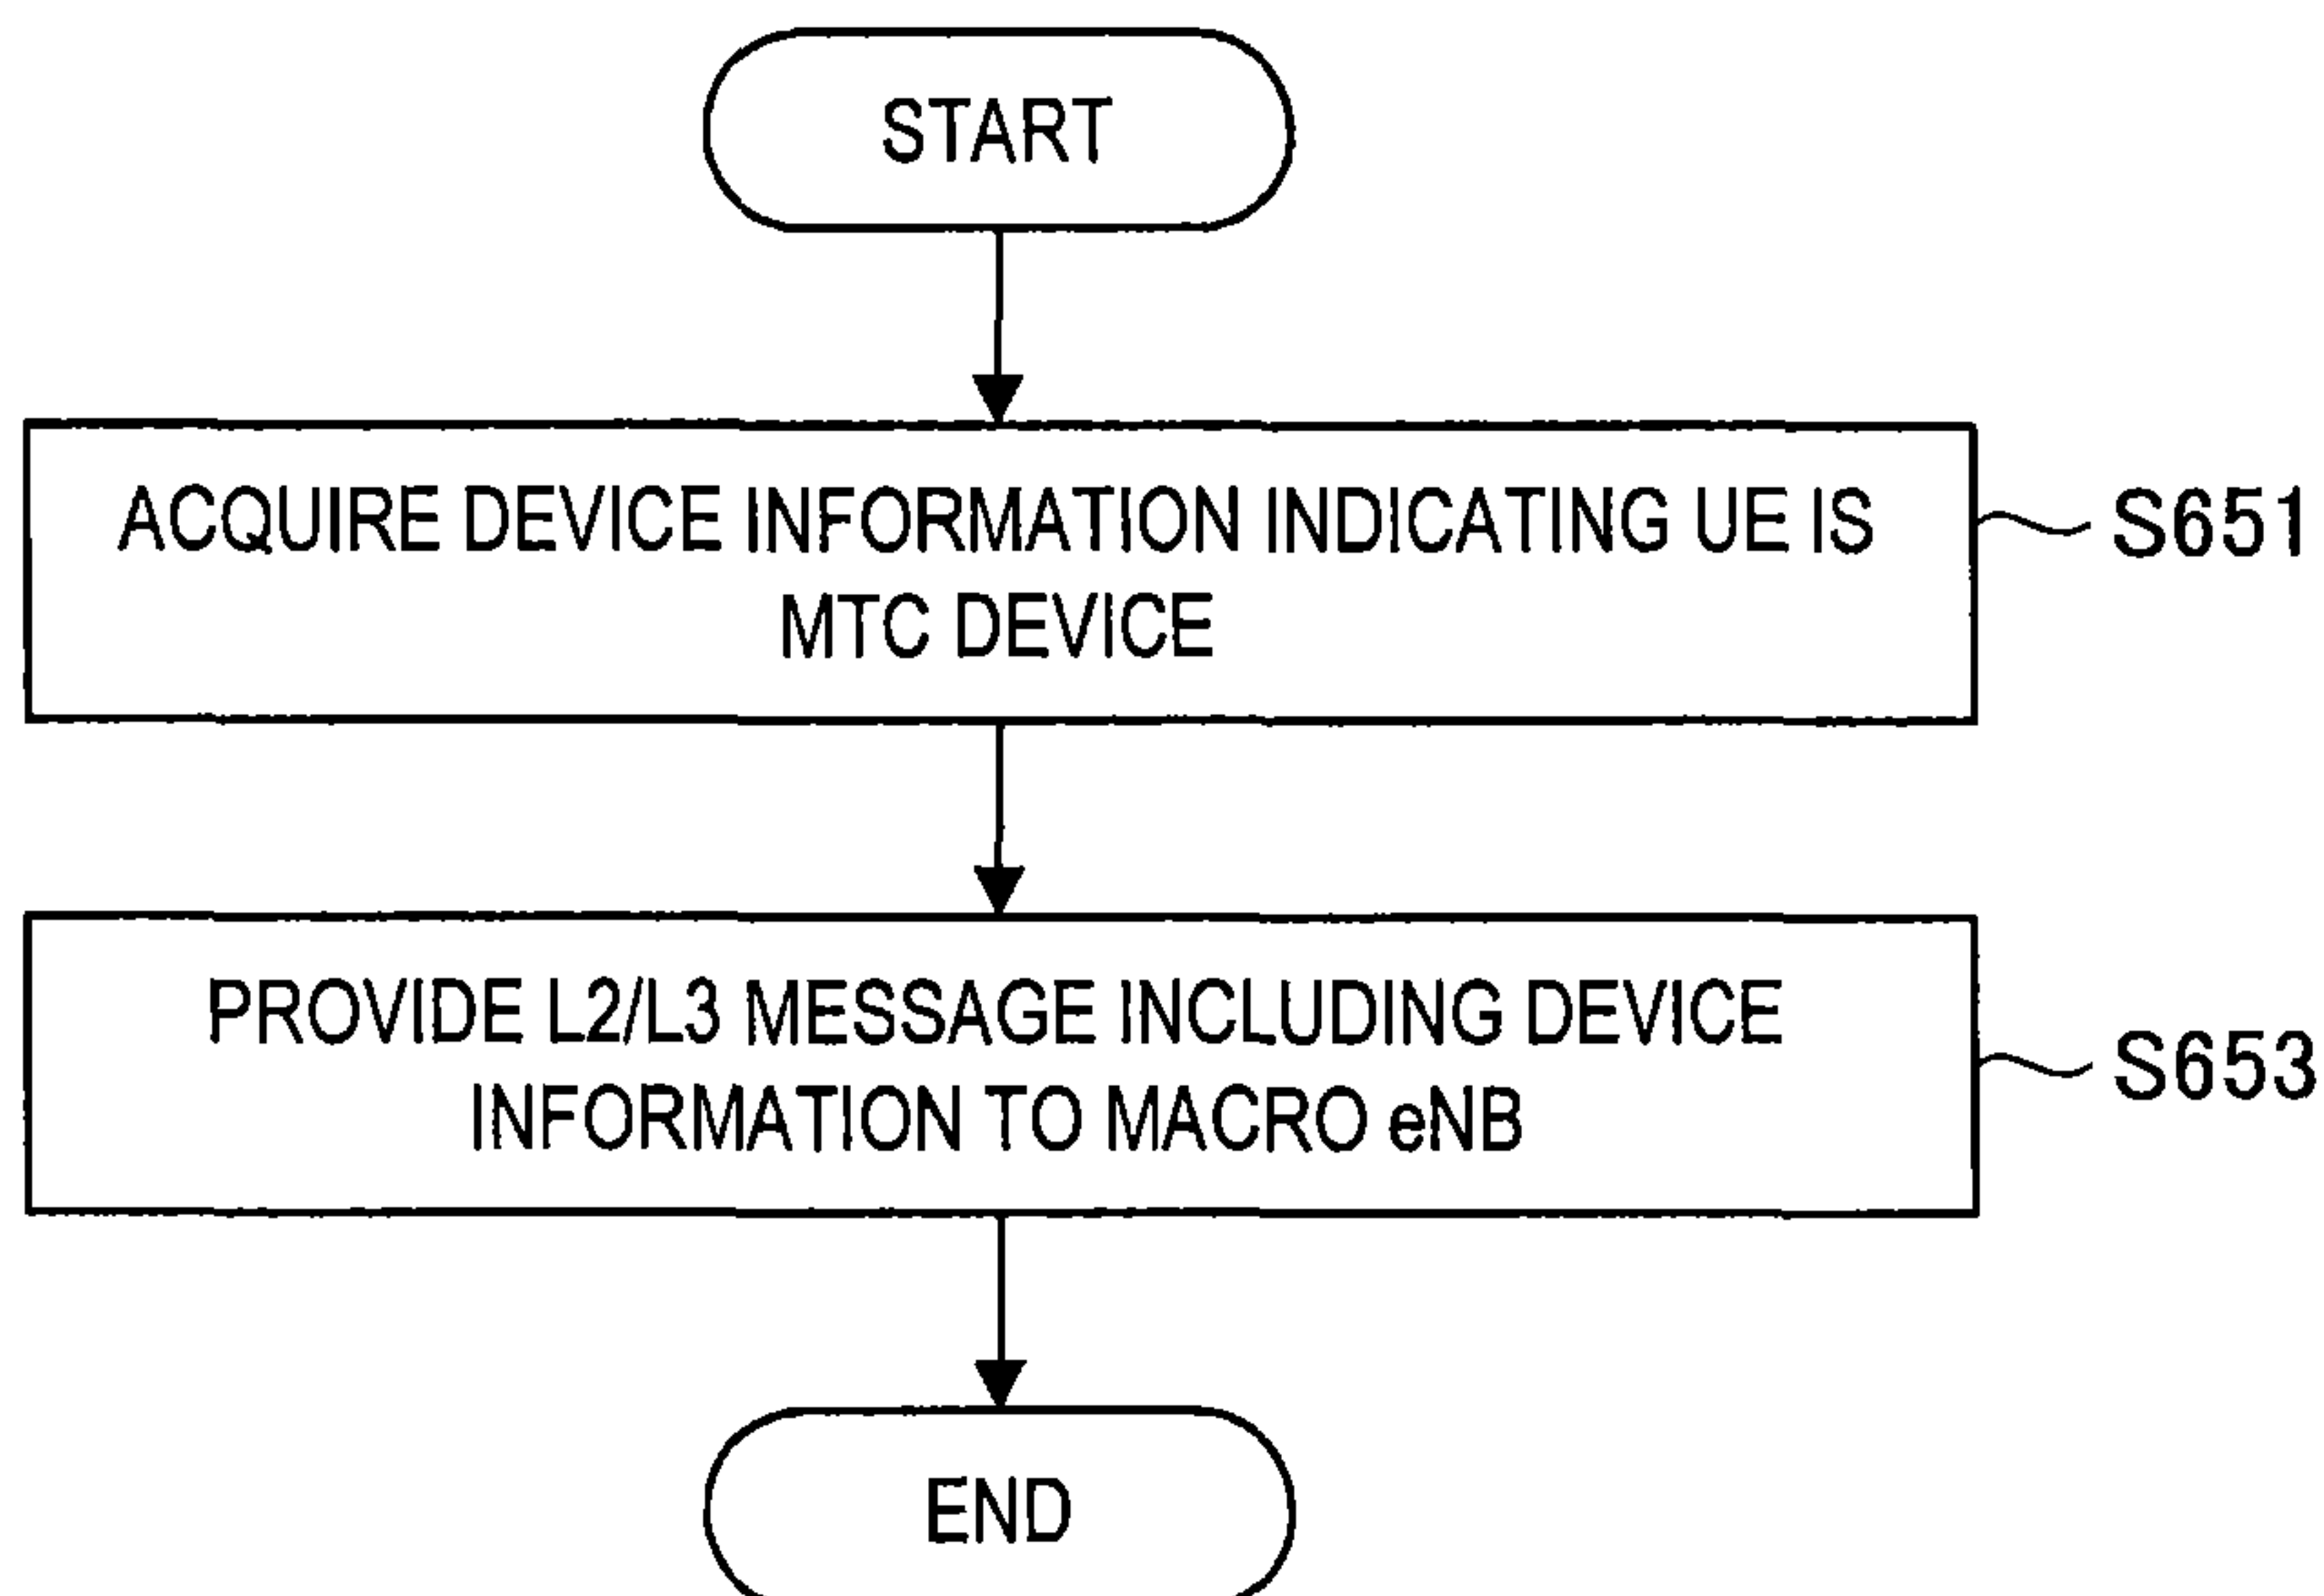 START
ACQUIRE DEVICE INFORMATION INDICATING UE IS
MTC DEVICE
S651
PROVIDE L2/L3 MESSAGE INCLUDING DEVICE
INFORMATION TO MACRO eNB
S653
END